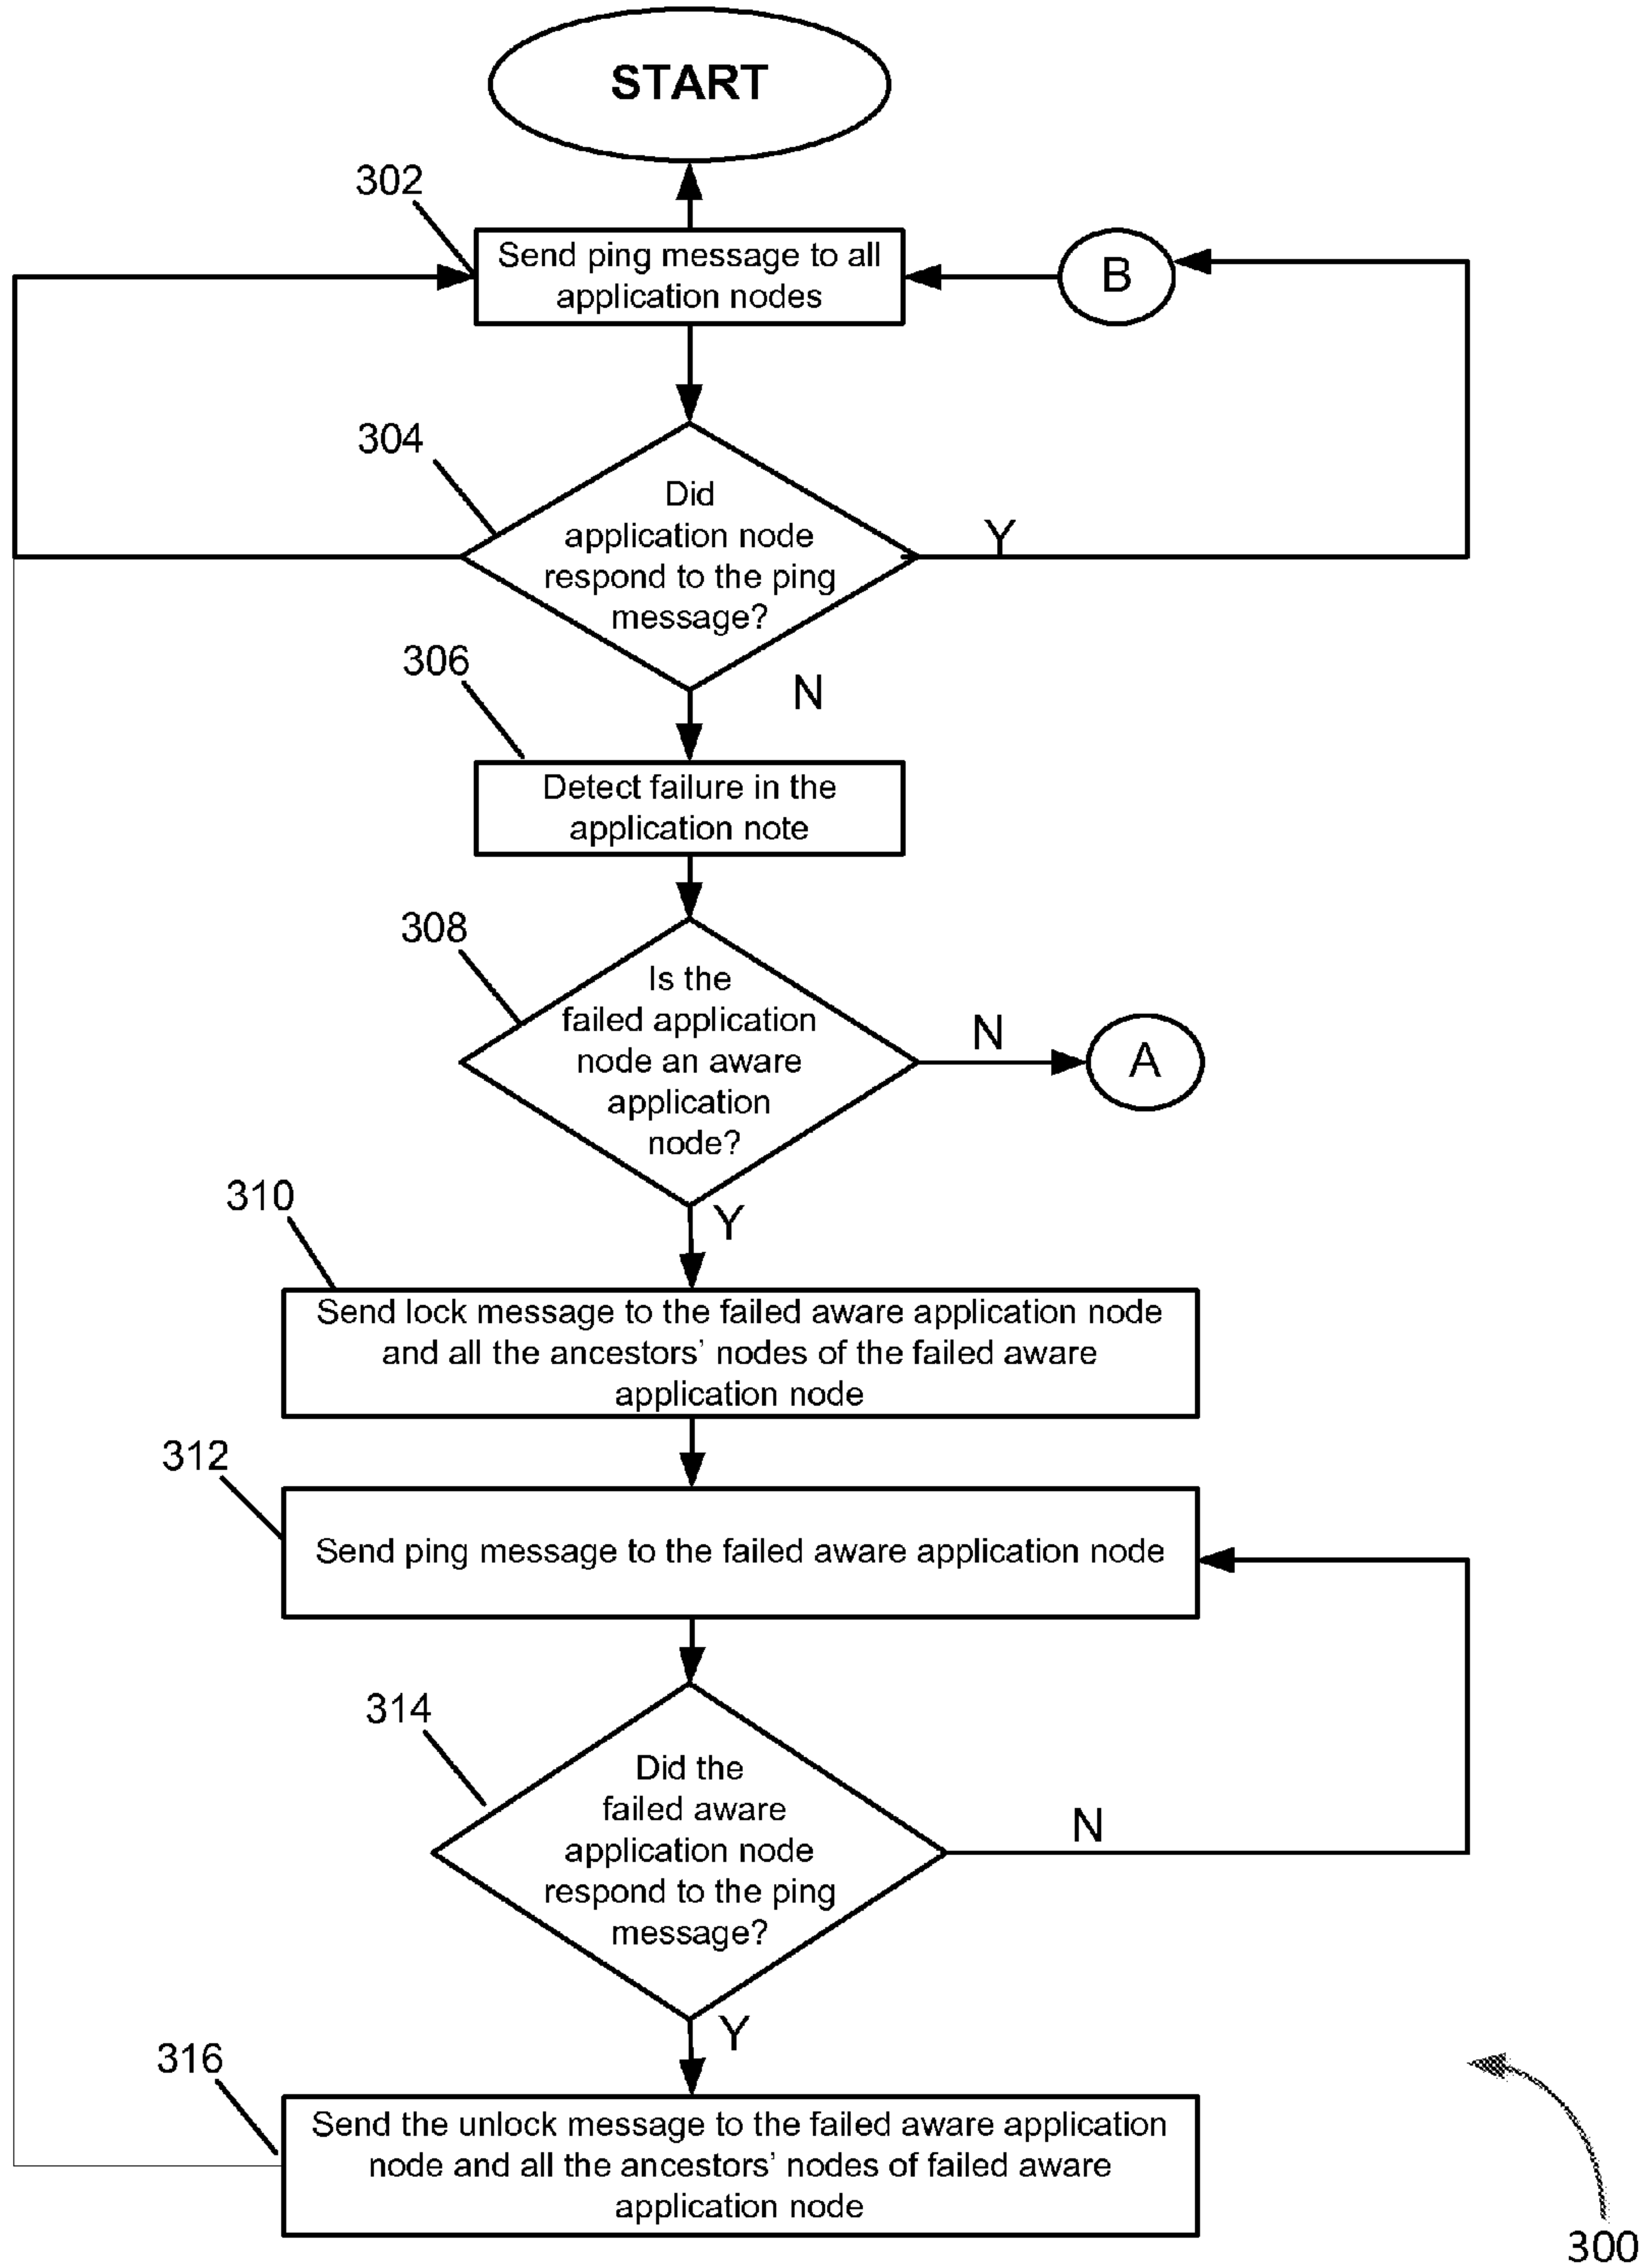 START
302
Send ping message to all
application nodes
B
304
Did
application node
respond to the ping
message?
Y
306
N
Detect failure in the
application note
308
Is the
failed application
node an aware
application
node?
N
A
310
Y
Send lock message to the failed aware application node
and all the ancestors’ nodes of the failed aware
application node
312
Send ping message to the failed aware application node
314
Did the
failed aware
application node
respond to the ping
message?
N
Y
316
Send the unlock message to the failed aware application
node and all the ancestors’ nodes of failed aware
application node
300